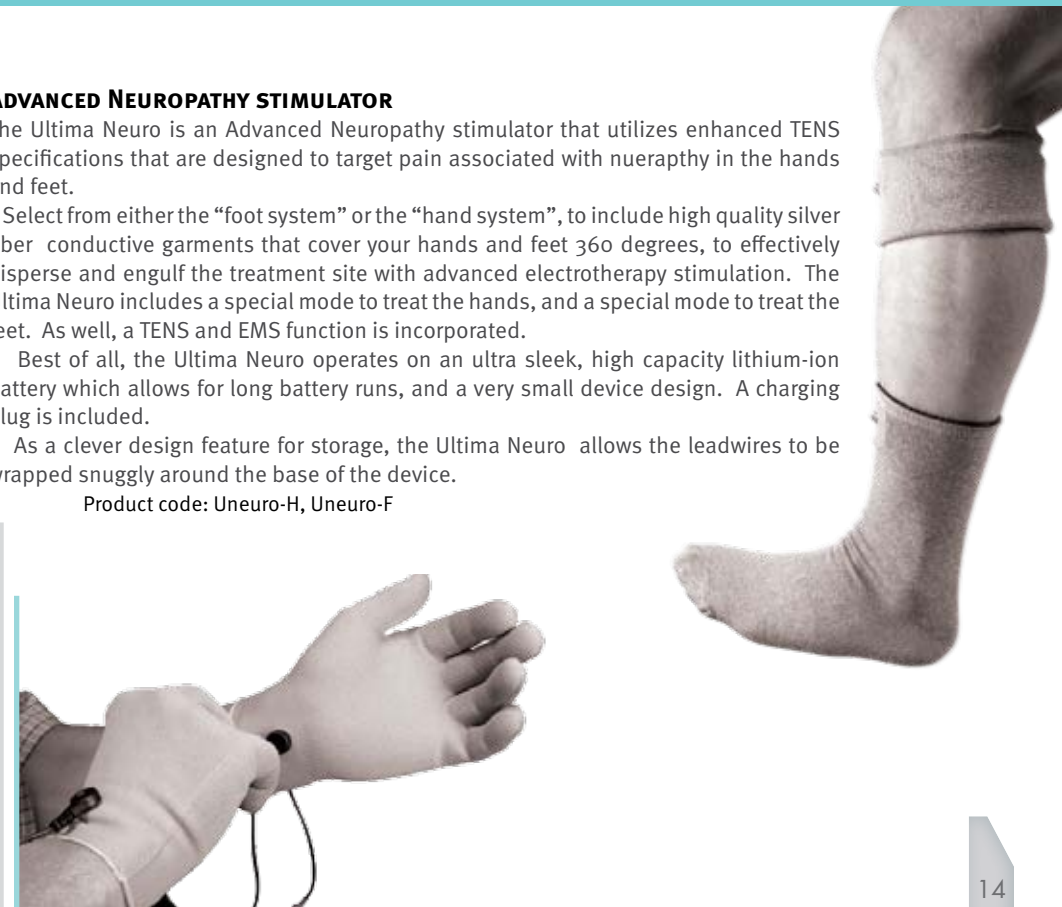 ADVANCED NEUROPATHY STIMULATOR
he Ultima Neuro is an Advanced Neuropathy stimulator that utilizes enhanced TENS
pecifications that are designed to target pain associated with nuerapthy in the hands
nd feet.
Select from either the “foot system” or the “hand system”, to include high quality silver
ber conductive garments that cover your hands and feet 360 degrees, to effectively
isperse and engulf the treatment site with advanced electrotherapy stimulation. The
ltima Neuro includes a special mode to treat the hands, and a special mode to treat the
eet. As well, a TENS and EMS function is incorporated.
Best of all, the Ultima Neuro operates on an ultra sleek, high capacity lithium-ion
attery which allows for long battery runs, and a very small device design. A charging
lug is included.
As a clever design feature for storage, the Ultima Neuro allows the leadwires to be
wrapped snuggly around the base of the device.
Product code: Uneuro-H, Uneuro-F
14